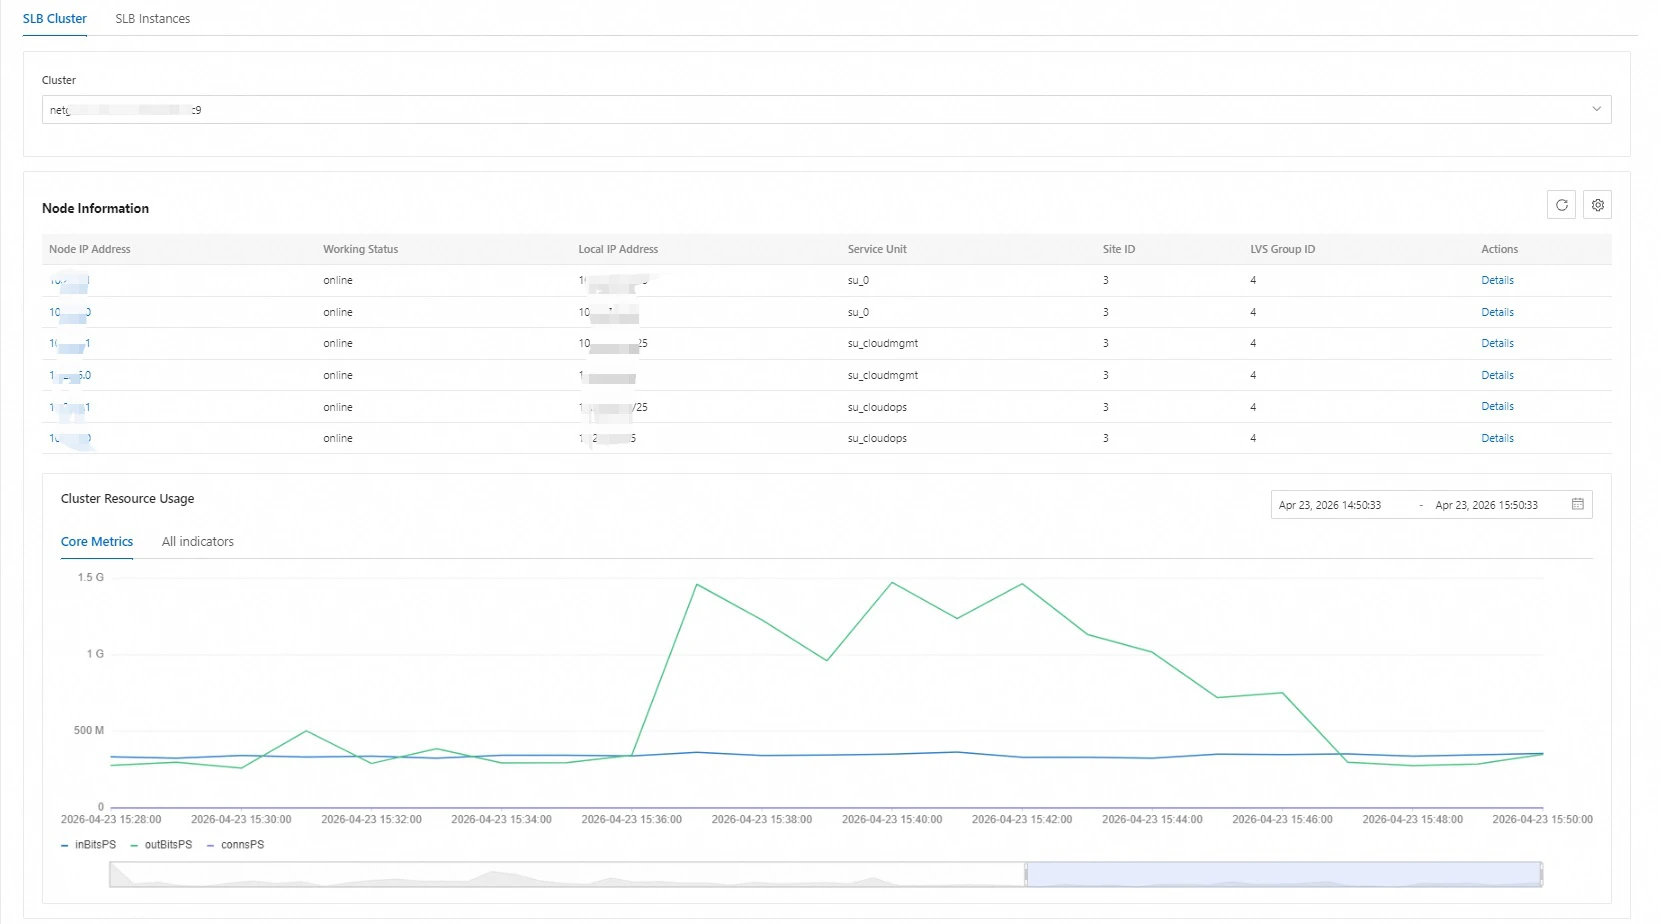 SLB Cluster SLB Instances
Cluster
Node Information
Node IP Address Working Status Local IP Address Service Unit Site ID LVS Group ID Actions
online su_0 3 4 Details
online su_0 3 4 Details
online su_cloudmgmt 3 4 Details
online su_cloudmgmt 3 4 Details
online su_cloudops 3 4 Details
online su_cloudops 3 4 Details
Cluster Resource Usage Apr 23, 2026 14:50:33 - Apr 23, 2026 15:50:33
Core Metrics All indicators
1.5 G
1 G
500 M
0
2026-04-23 15:28:00 2026-04-23 15:30:00 2026-04-23 15:32:00 2026-04-23 15:34:00 2026-04-23 15:36:00 2026-04-23 15:38:00 2026-04-23 15:40:00 2026-04-23 15:42:00 2026-04-23 15:44:00 2026-04-23 15:46:00 2026-04-23 15:48:00 2026-04-23 15:50:00
inBitsPS outBitsPS connsPS